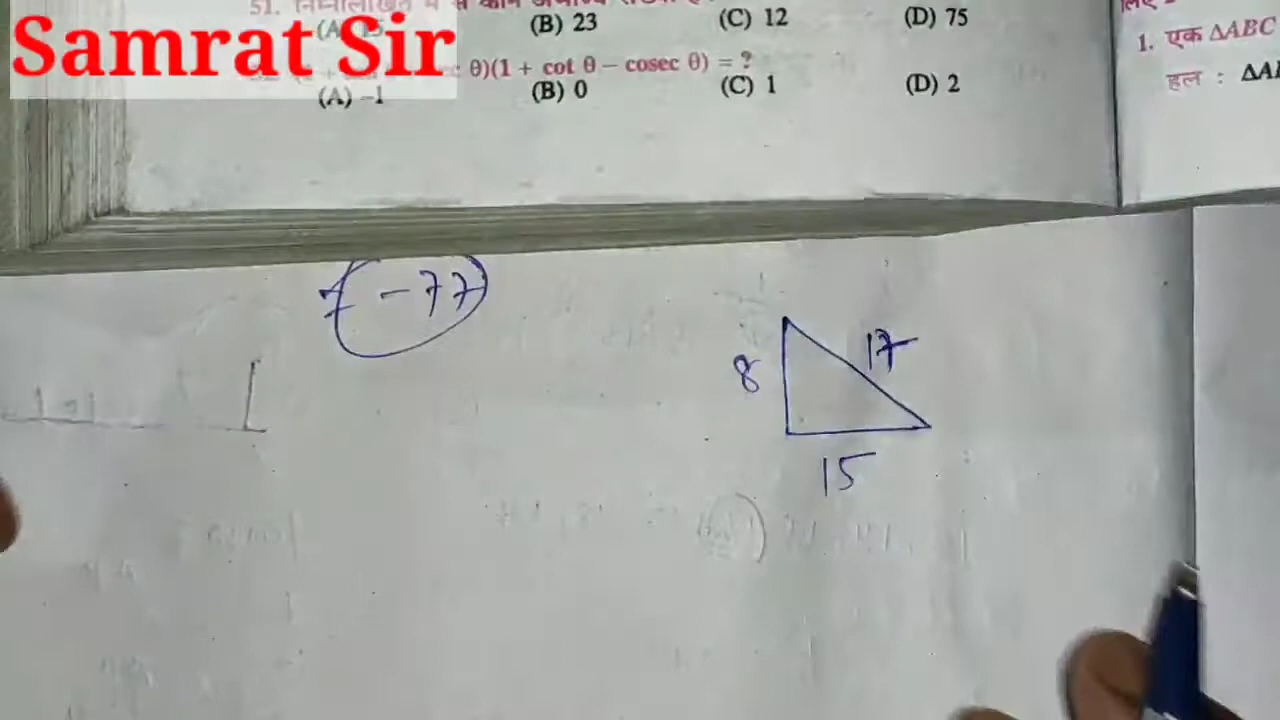 51. निम्नलिखित में से कौन
(B) 23 (C) 12 (D) 75
Samrat Sir
θ)(1 + cot θ – cosec θ) = ?
(A) –1 (B) 0 (C) 1 (D) 2
लिए
1. एक ΔABC
हल :
7 – 77
8
17
15